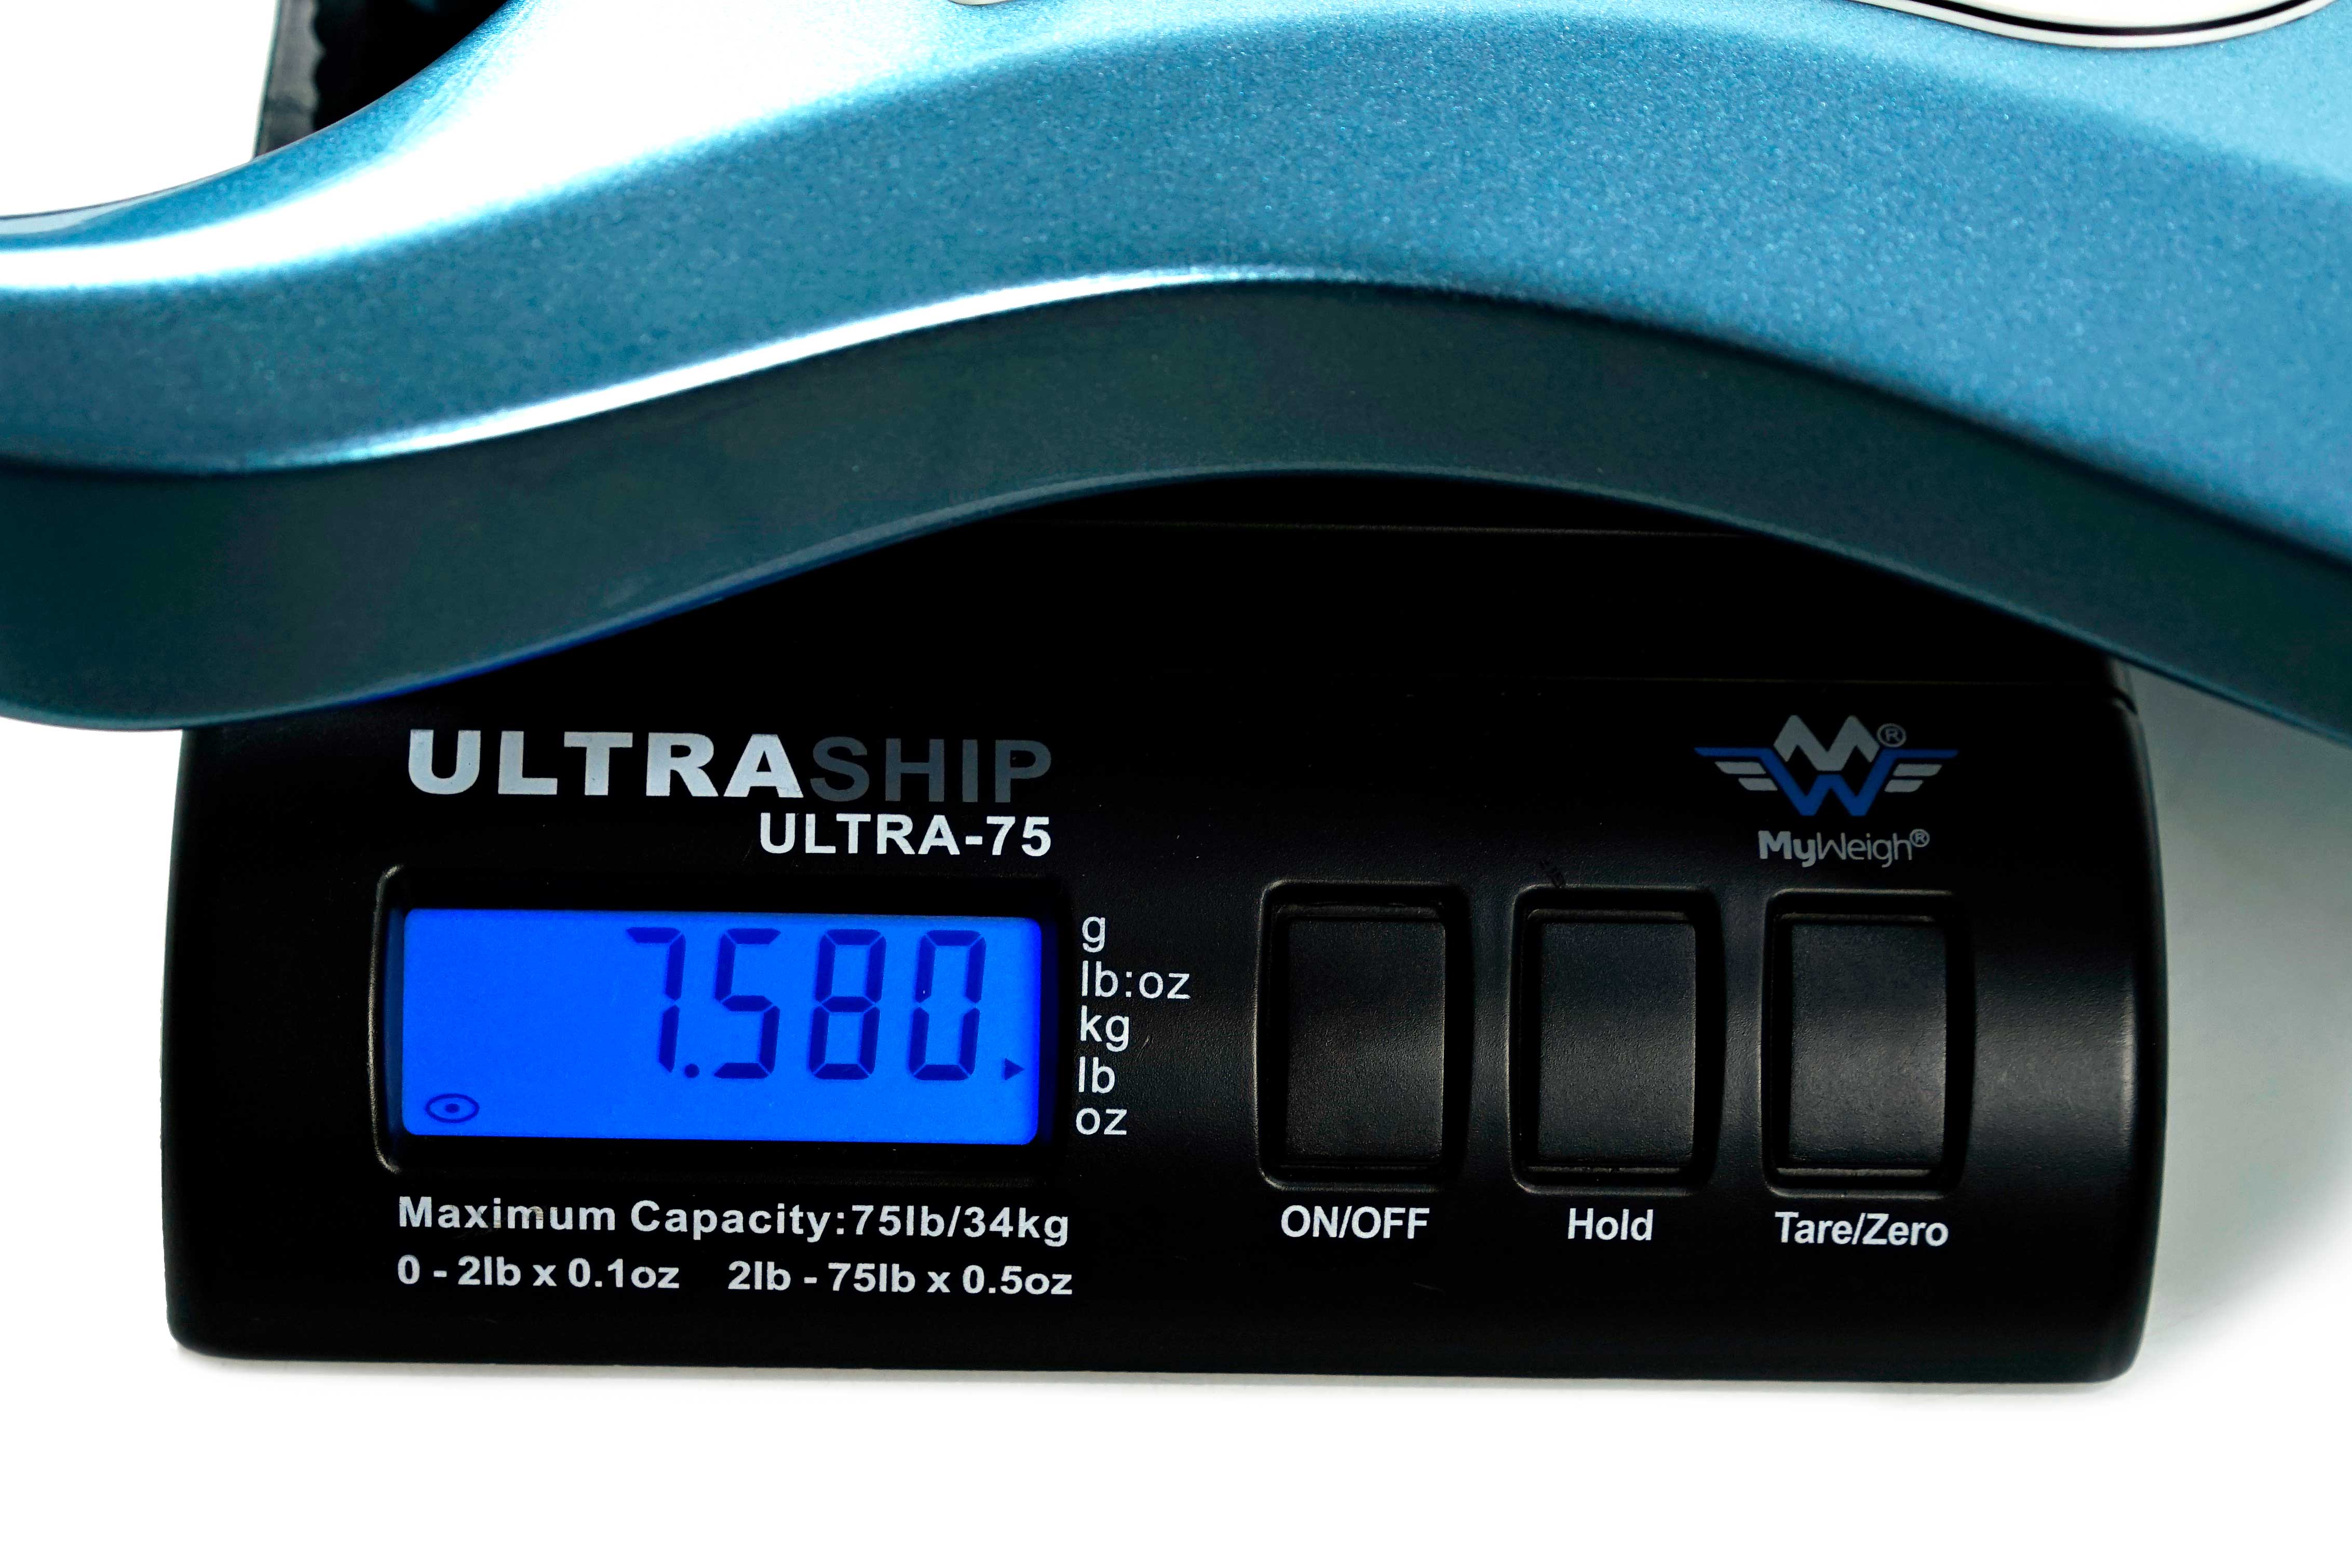 ULTRASHIP
ULTRA-75
MW®
MyWeigh®
7.580
g
lb:oz
kg
lb
oz
Maximum Capacity:75lb/34kg
0 - 2lb x 0.1oz 2lb - 75lb x 0.5oz
ON/OFF
Hold
Tare/Zero